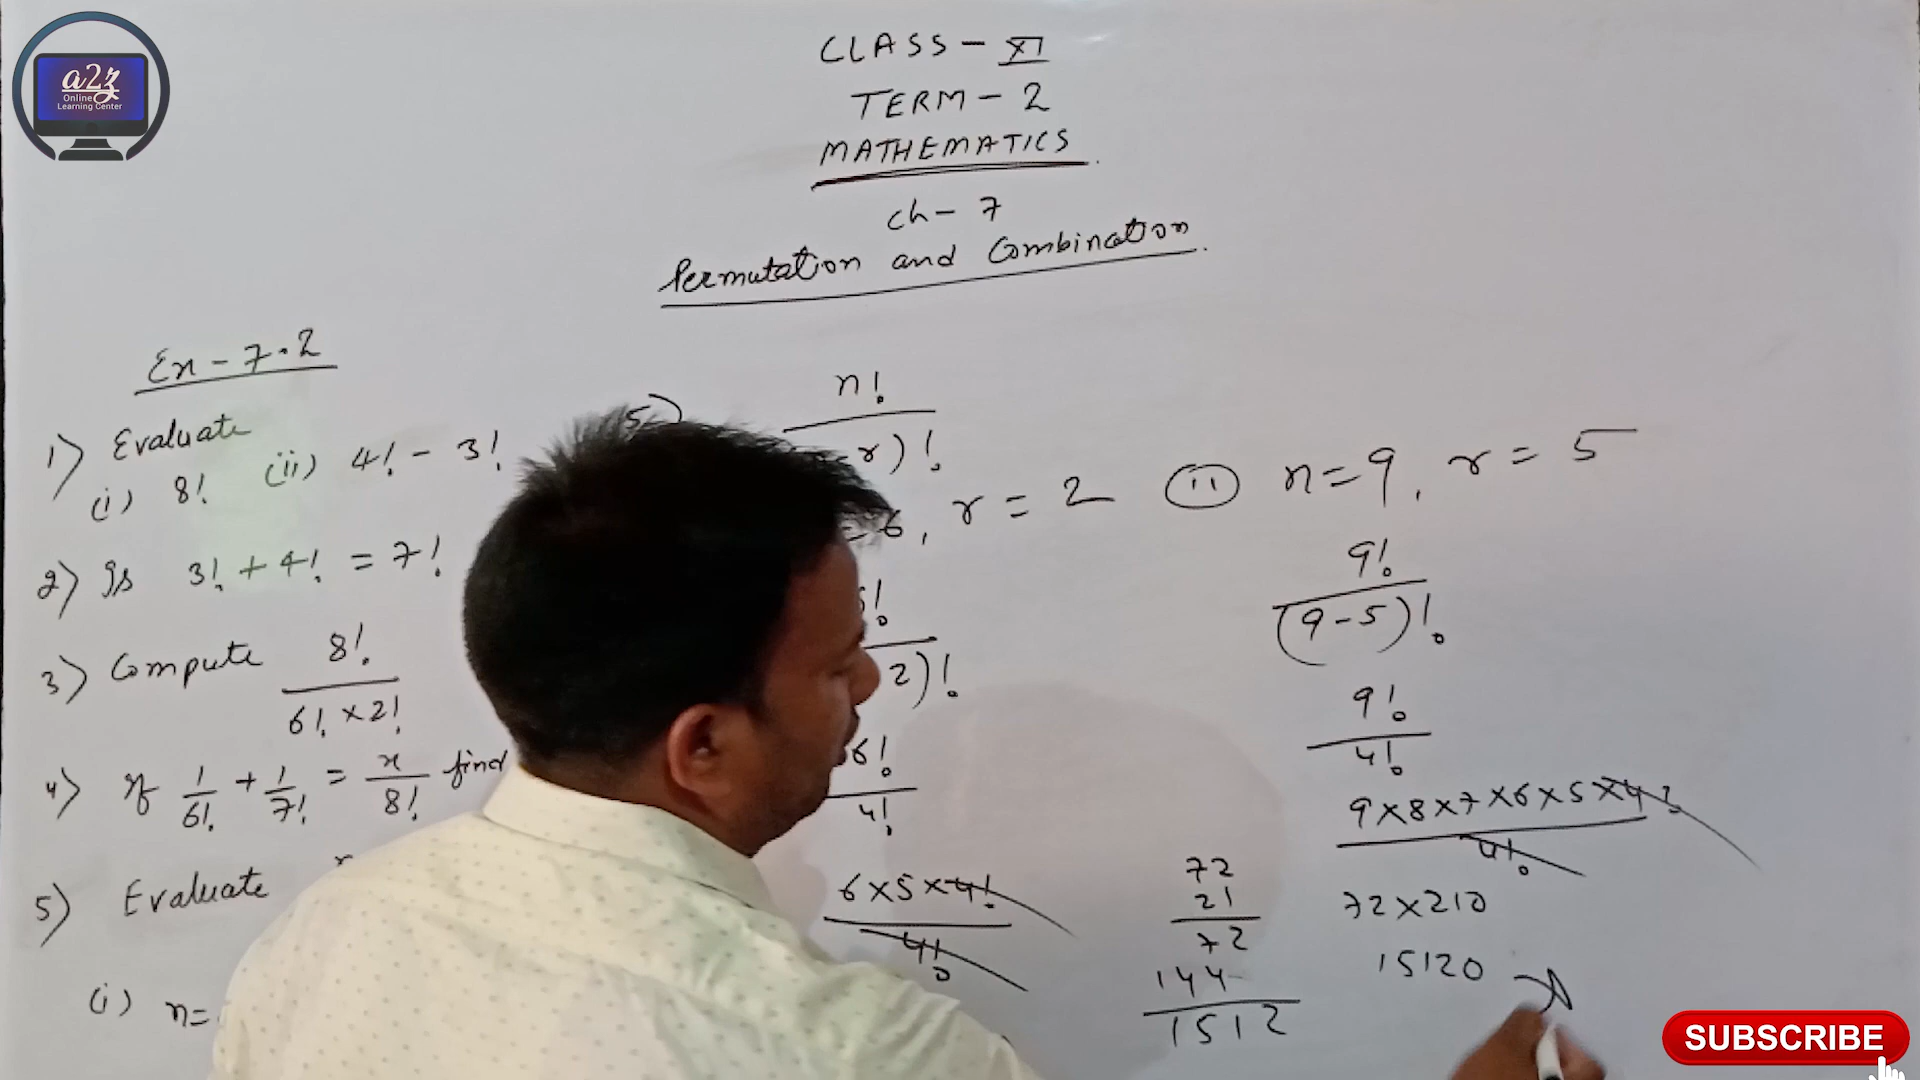 a2z
Online
Learning Center
CLASS - XI
TERM - 2
MATHEMATICS
Ch - 7
Permutation and Combination
Ex - 7.2
1) Evaluate
(i) 8! (ii) 4! - 3!
2) Is 3! + 4! = 7!
3) Compute 8!
6! × 2!
4) If 1/6! + 1/7! = x/8! find
5) Evaluate
(i) n=
5)
n!
r)!
6, r = 2
!
2)!
6!
4!
6×5×4!
4!
(ii) n=9, r = 5
9!
(9-5)!
9!
4!
9×8×7×6×5×4!
4!
72×210
15120
72
21
72
144-
1512
SUBSCRIBE